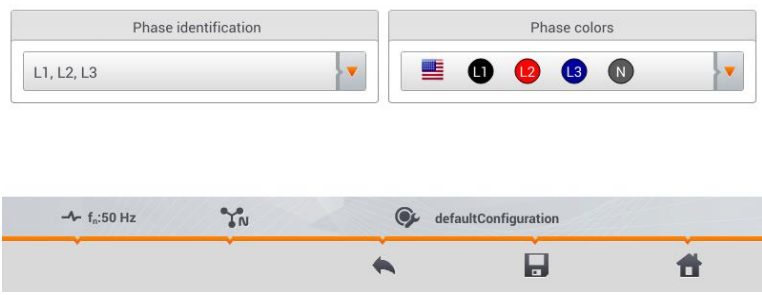 Phase identification
Phase colors
L1, L2, L3
L1 L2 L3 N
fₙ:50 Hz
N
defaultConfiguration